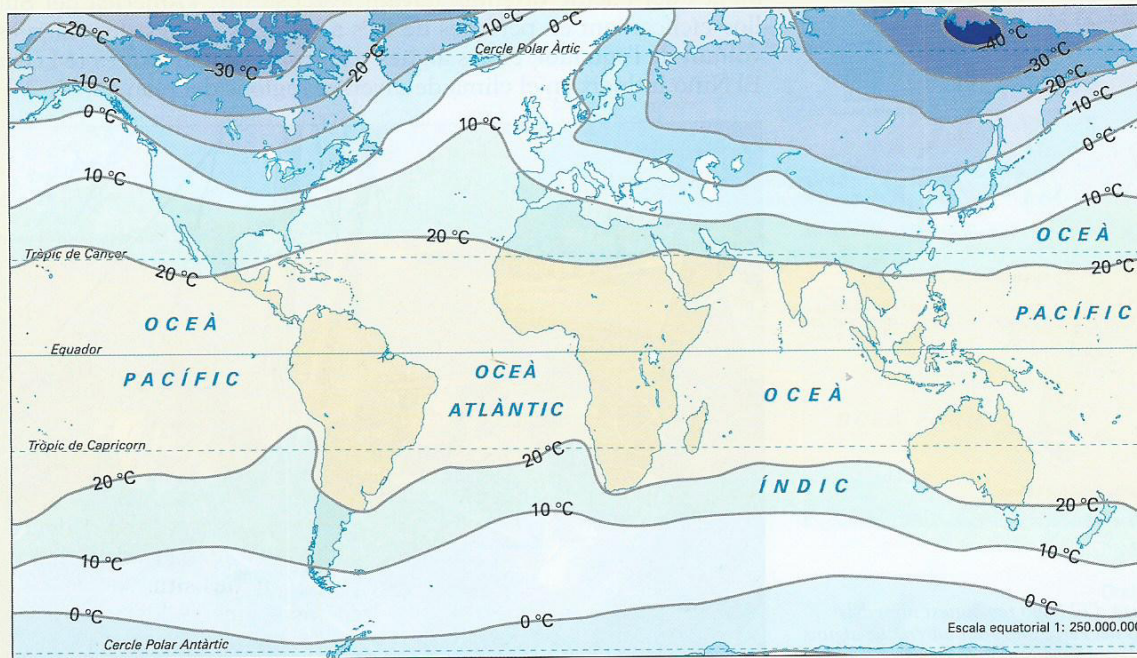 -20 °C
-30 °C
-20 °C
-10 °C
0 °C
-10 °C
0 °C
10 °C
Cercle Polar Àrtic
10 °C
-40 °C
-30 °C
-20 °C
-10 °C
0 °C
10 °C
Tròpic de Càncer
20 °C
20 °C
20 °C
OCEÀ
PACÍFIC
OCEÀ
PACÍFIC
Equador
OCEÀ
ATLÀNTIC
OCEÀ
ÍNDIC
Tròpic de Capricorn
20 °C
20 °C
20 °C
10 °C
10 °C
10 °C
0 °C
0 °C
0 °C
Cercle Polar Antàrtic
Escala equatorial 1: 250.000.000